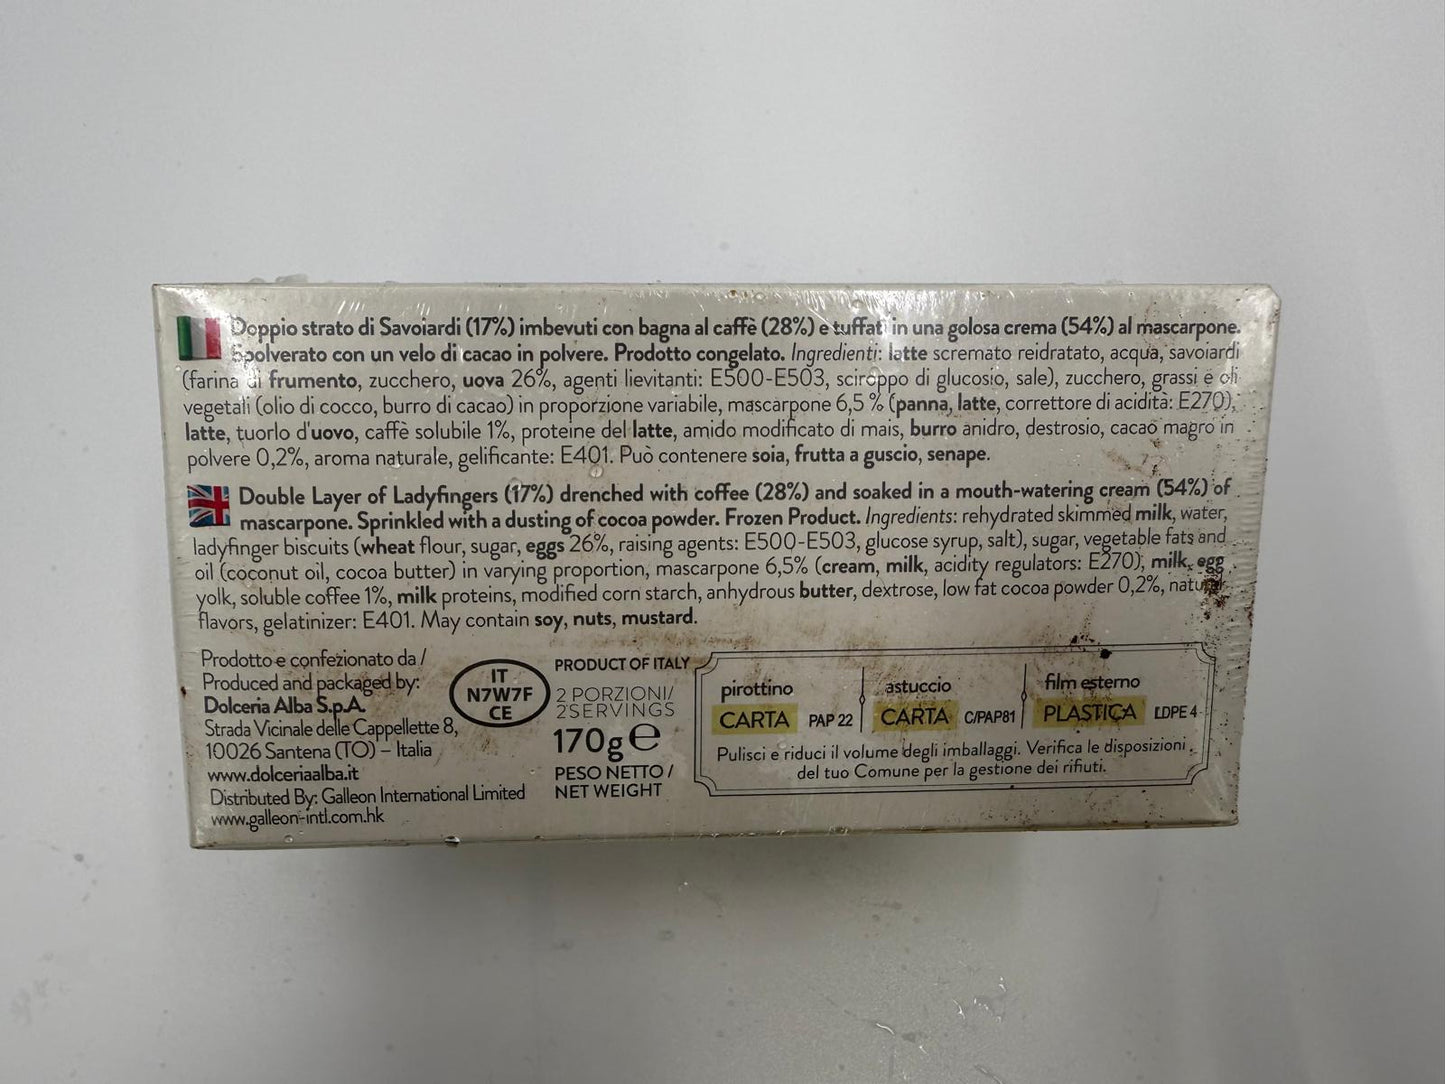 Doppio strato di Savoiardi (17%) imbevuti con bagna al caffè (28%) e tuffati in una golosa crema (54%) al mascarpone.
Spolverato con un velo di cacao in polvere. Prodotto congelato. Ingredienti: latte scremato reidratato, acqua, savoiardi
(farina di frumento, zucchero, uova 26%, agenti lievitanti: E500-E503, sciroppo di glucosio, sale), zucchero, grassi e oli
vegetali (olio di cocco, burro di cacao) in proporzione variabile, mascarpone 6,5 % (panna, latte, correttore di acidità: E270),
latte, tuorlo d'uovo, caffè solubile 1%, proteine del latte, amido modificato di mais, burro anidro, destrosio, cacao magro in
polvere 0,2%, aroma naturale, gelificante: E401. Può contenere soia, frutta a guscio, senape.
Double Layer of Ladyfingers (17%) drenched with coffee (28%) and soaked in a mouth-watering cream (54%) of
mascarpone. Sprinkled with a dusting of cocoa powder. Frozen Product. Ingredients: rehydrated skimmed milk, water,
ladyfinger biscuits (wheat flour, sugar, eggs 26%, raising agents: E500-E503, glucose syrup, salt), sugar, vegetable fats and
oil (coconut oil, cocoa butter) in varying proportion, mascarpone 6,5% (cream, milk, acidity regulators: E270), milk, egg
yolk, soluble coffee 1%, milk proteins, modified corn starch, anhydrous butter, dextrose, low fat cocoa powder 0,2%, natural
flavors, gelatinizer: E401. May contain soy, nuts, mustard.
Prodotto e confezionato da /
Produced and packaged by:
Dolceria Alba S.p.A.
Strada Vicinale delle Cappellette 8,
10026 Santena (TO) – Italia
www.dolceriaalba.it
Distributed By: Galleon International Limited
www.galleon-intl.com.hk
IT
N7W7F
CE
PRODUCT OF ITALY
2 PORZIONI/
2 SERVINGS
170g e
PESO NETTO /
NET WEIGHT
pirottino
CARTA PAP 22
astuccio
CARTA C/PAP81
film esterno
PLASTICA LDPE 4
Pulisci e riduci il volume degli imballaggi. Verifica le disposizioni
del tuo Comune per la gestione dei rifiuti.